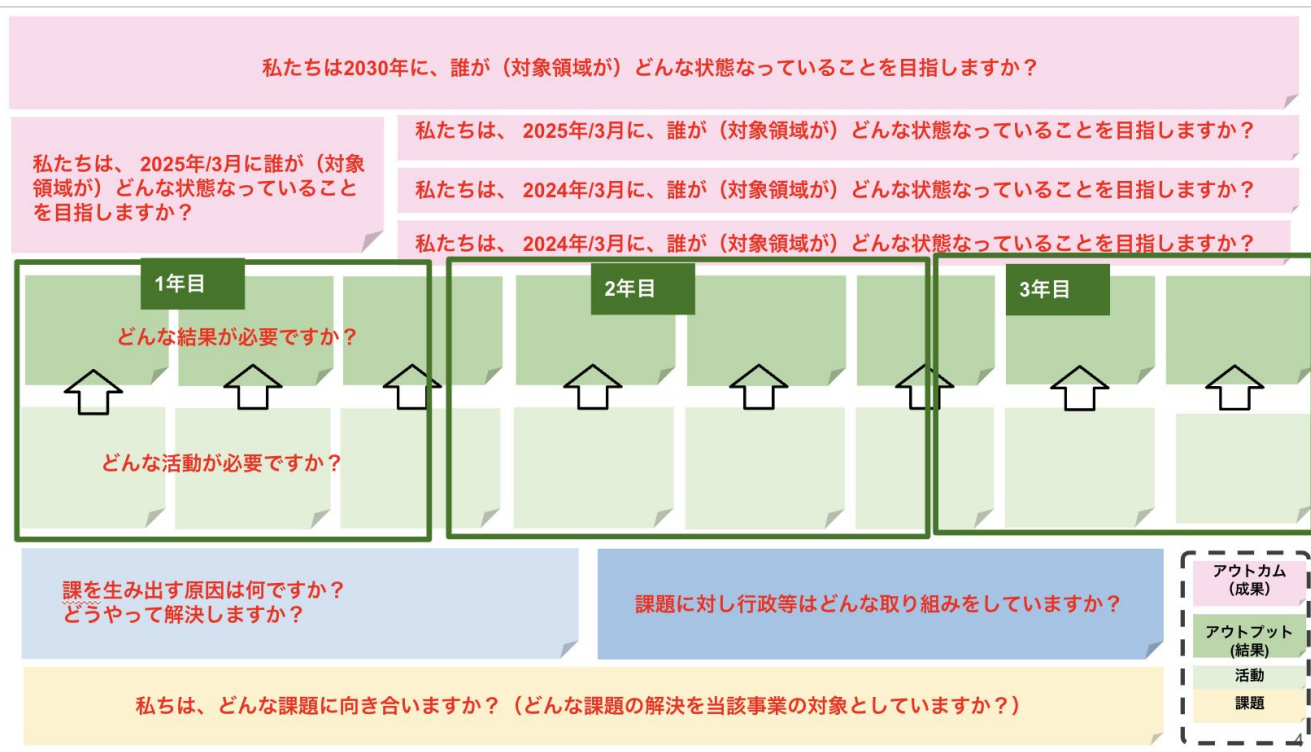 私たちは2030年に、誰が（対象領域が）どんな状態なっていることを目指しますか？
私たちは、 2025年/3月に誰が（対象
領域が）どんな状態なっていること
を目指しますか？
私たちは、 2025年/3月に、誰が（対象領域が）どんな状態なっていることを目指しますか？
私たちは、 2024年/3月に、誰が（対象領域が）どんな状態なっていることを目指しますか？
私たちは、 2024年/3月に、誰が（対象領域が）どんな状態なっていることを目指しますか？
1年目
2年目
3年目
どんな結果が必要ですか？
どんな活動が必要ですか？
課を生み出す原因は何ですか？
どうやって解決しますか？
課題に対し行政等はどんな取り組みをしていますか？
私ちは、どんな課題に向き合いますか？（どんな課題の解決を当該事業の対象としていますか？）
アウトカム
（成果）
アウトプット
(結果)
活動
課題
4